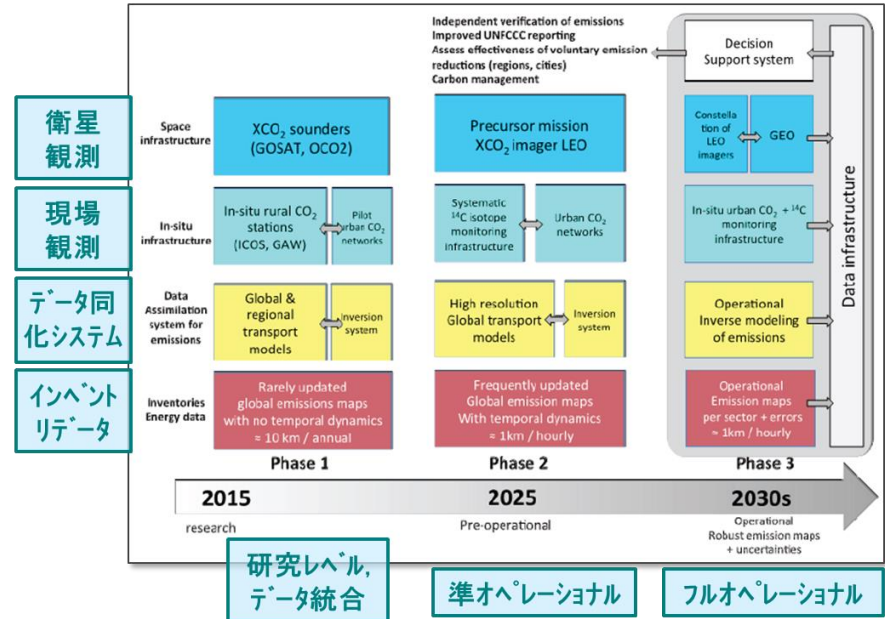 Independent verification of emissions
Improved UNFCCC reporting
Assess effectiveness of voluntary emission
reductions (regions, cities)
Carbon management
Decision
Support system
衛星
観測
Space
infrastructure
XCO₂ sounders
(GOSAT, OCO2)
Precursor mission
XCO₂ imager LEO
Constella
tion of
LEO
imagers
GEO
現場
観測
In-situ
infrastructure
In-situ rural CO₂
stations
(ICOS, GAW)
Pilot
urban CO₂
networks
Systematic
¹⁴C isotope
monitoring
infrastructure
Urban CO₂
networks
In-situ urban CO₂ + ¹⁴C
monitoring
infrastructure
Data infrastructure
データ同
化システム
Data
Assimilation
system for
emissions
Global &
regional
transport
models
Inversion
system
High resolution
Global transport
models
Inversion
system
Operational
Inverse modeling
of emissions
インベント
リデータ
Inventories
Energy data
Rarely updated
global emissions maps
with no temporal dynamics
≈ 10 km / annual
Frequently updated
Global emission maps
With temporal dynamics
≈ 1km / hourly
Operational
Emission maps
per sector + errors
≈ 1km / hourly
Phase 1
Phase 2
Phase 3
2015
2025
2030s
research
Pre-operational
Operational
Robust emission maps
+ uncertainties
研究レベル,
データ統合
準オペレーショナル
フルオペレーショナル